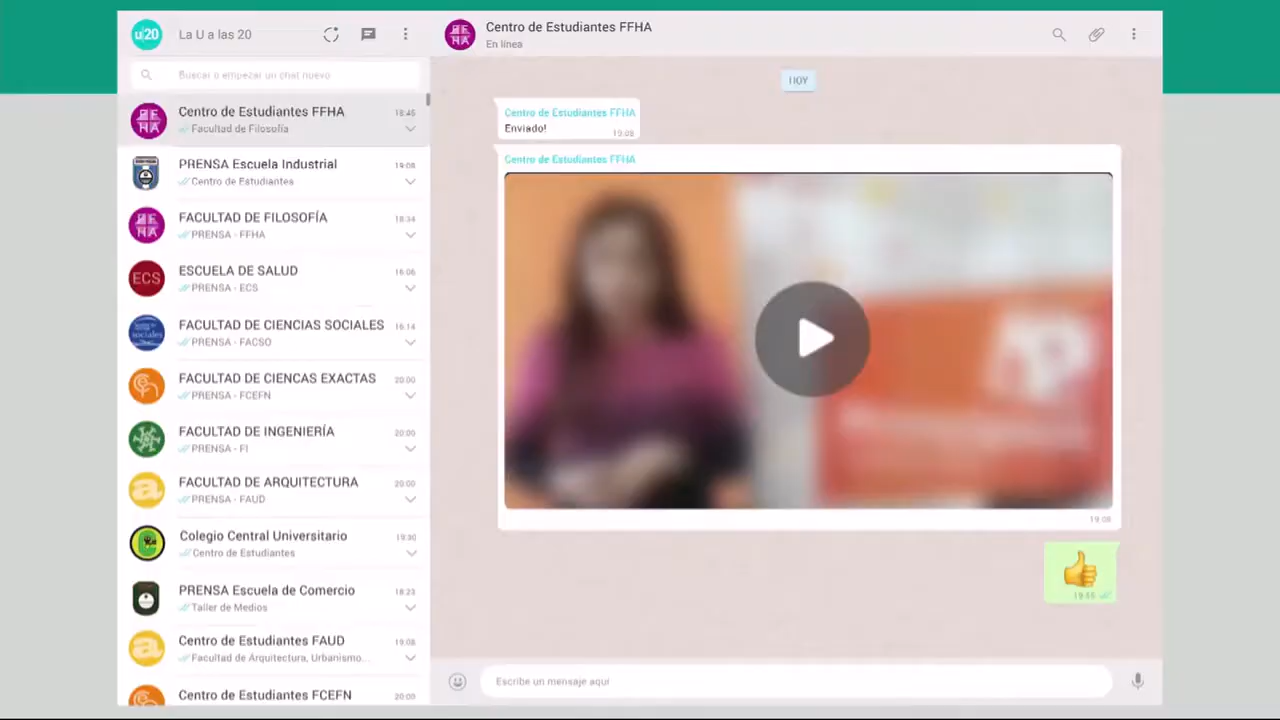 u20
La U a las 20
Buscar o empezar un chat nuevo
Centro de Estudiantes FFHA
18:45
Facultad de Filosofía
PRENSA Escuela Industrial
19:08
Centro de Estudiantes
FACULTAD DE FILOSOFÍA
18:34
PRENSA - FFHA
ECS
ESCUELA DE SALUD
PRENSA - ECS
sociales
FACULTAD DE CIENCIAS SOCIALES
16:14
PRENSA - FACSO
FACULTAD DE CIENCAS EXACTAS
20:00
PRENSA - FCEFN
FACULTAD DE INGENIERÍA
20:00
PRENSA - FI
a
FACULTAD DE ARQUITECTURA
20:00
PRENSA - FAUD
Colegio Central Universitario
19:30
Centro de Estudiantes
PRENSA Escuela de Comercio
18:23
Taller de Medios
a
Centro de Estudiantes FAUD
19:08
Facultad de Arquitectura, Urbanismo...
Centro de Estudiantes FCEFN
20:00
FFHA
Centro de Estudiantes FFHA
En línea
HOY
Centro de Estudiantes FFHA
Enviado!
19:08
Centro de Estudiantes FFHA
19:08
Escribe un mensaje aquí